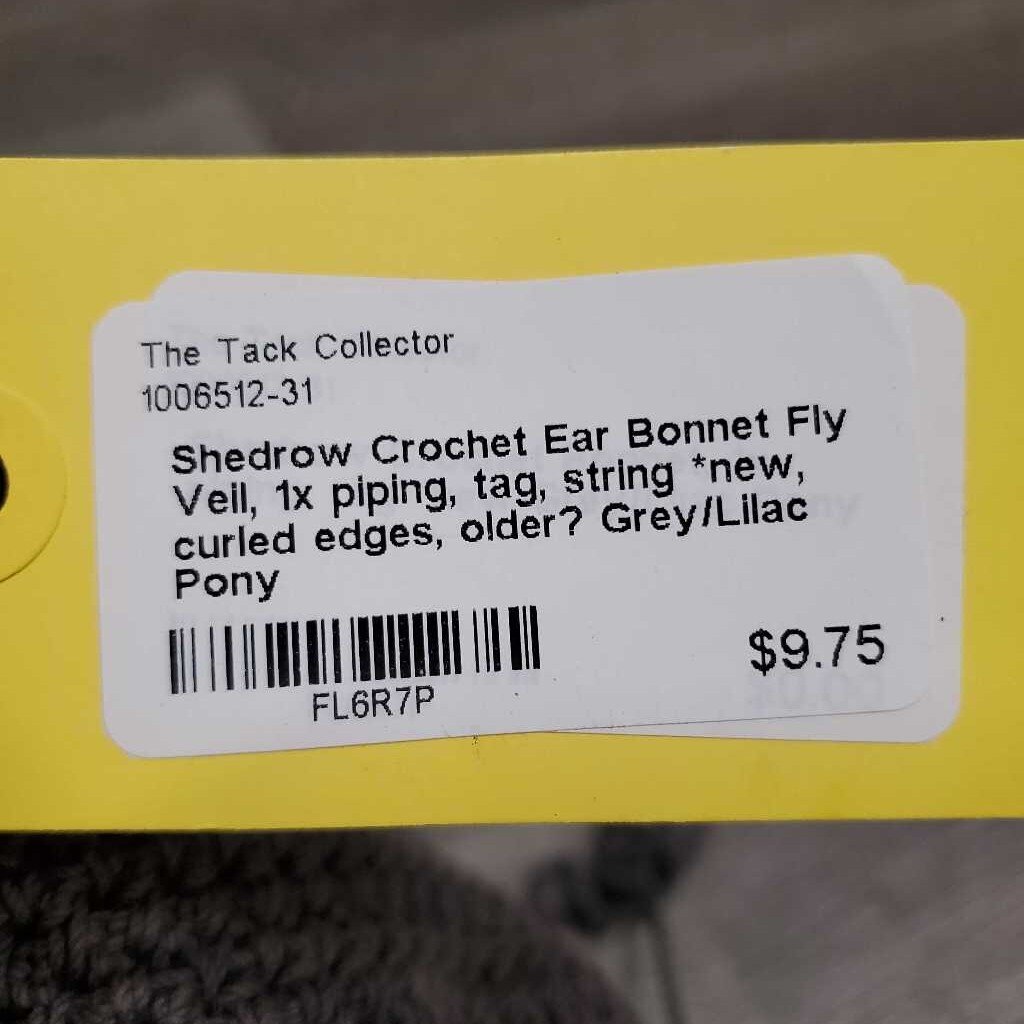 The Tack Collector
1006512-31
Shedrow Crochet Ear Bonnet Fly
Veil, 1x piping, tag, string *new,
curled edges, older? Grey/Lilac
Pony
FL6R7P
$9.75